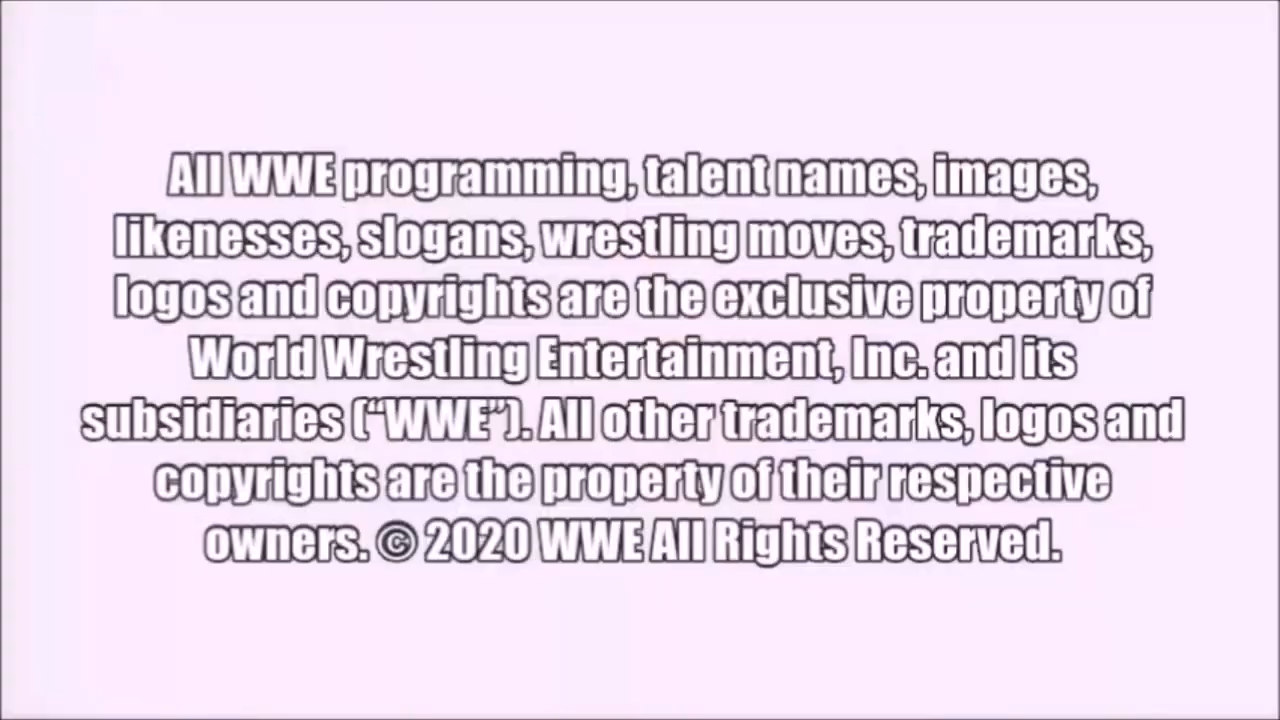 All WWE programming, talent names, images,
likenesses, slogans, wrestling moves, trademarks,
logos and copyrights are the exclusive property of
World Wrestling Entertainment, Inc. and its
subsidiaries (“WWE”). All other trademarks, logos and
copyrights are the property of their respective
owners. © 2020 WWE All Rights Reserved.